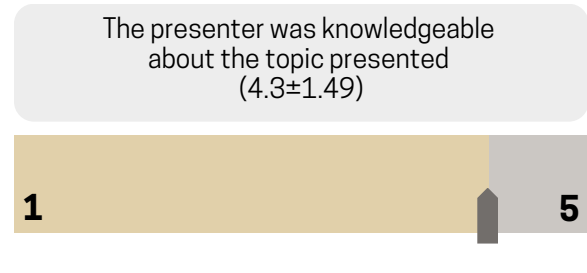 The presenter was knowledgeable
about the topic presented
(4.3±1.49)
1 5